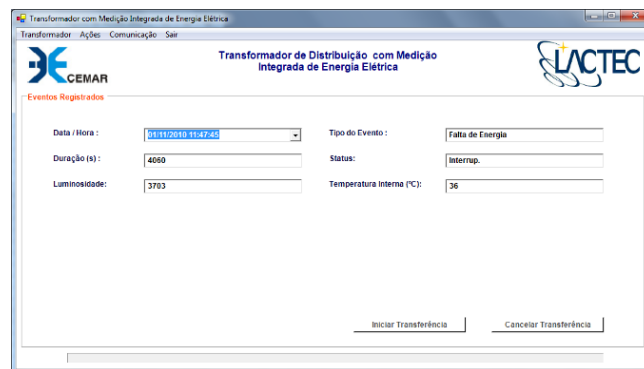 Transformador com Medição Integrada de Energia Elétrica
Transformador Ações Comunicação Sair
CEMAR
Transformador de Distribuição com Medição
Integrada de Energia Elétrica
LACTEC
Eventos Registrados
Data / Hora : 01/11/2010 11:47:45 Tipo do Evento : Falta de Energia
Duração (s) : 4060 Status: Interrup.
Luminosidade: 3703 Temperatura Interna (ºC): 36
Iniciar Transferência Cancelar Transferência